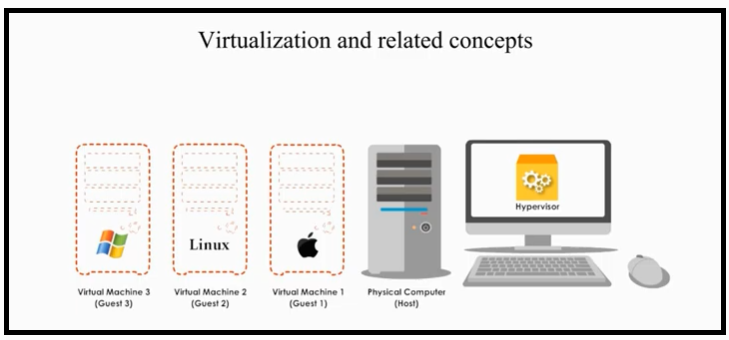 Virtualization and related concepts
Hypervisor
Linux
Virtual Machine 3
(Guest 3)
Virtual Machine 2
(Guest 2)
Virtual Machine 1
(Guest 1)
Physical Computer
(Host)